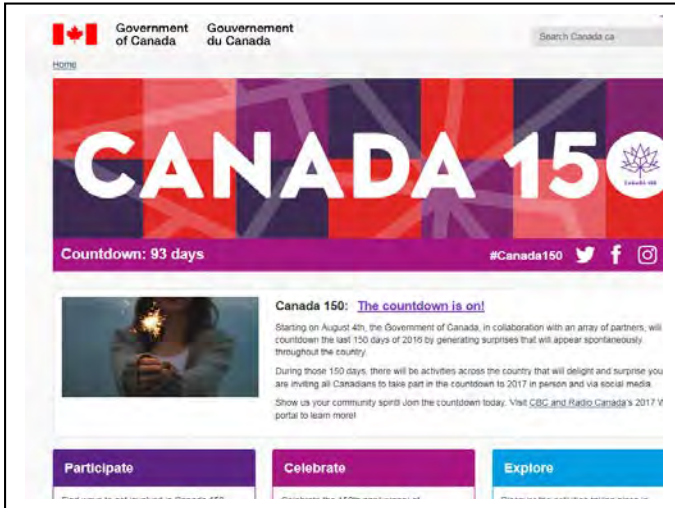 Government of Canada
Gouvernement du Canada
Search Canada.ca
Home
CANADA 150
Canada 150
Countdown: 93 days
#Canada150
Canada 150: The countdown is on!
Starting on August 4th, the Government of Canada, in collaboration with an array of partners, will
countdown the last 150 days of 2016 by generating surprises that will appear spontaneously
throughout the country.
During those 150 days, there will be activities across the country that will delight and surprise you
are inviting all Canadians to take part in the countdown to 2017 in person and via social media.
Show us your community spirit! Join the countdown today. Visit CBC and Radio Canada's 2017 W
portal to learn more!
Participate
Celebrate
Explore